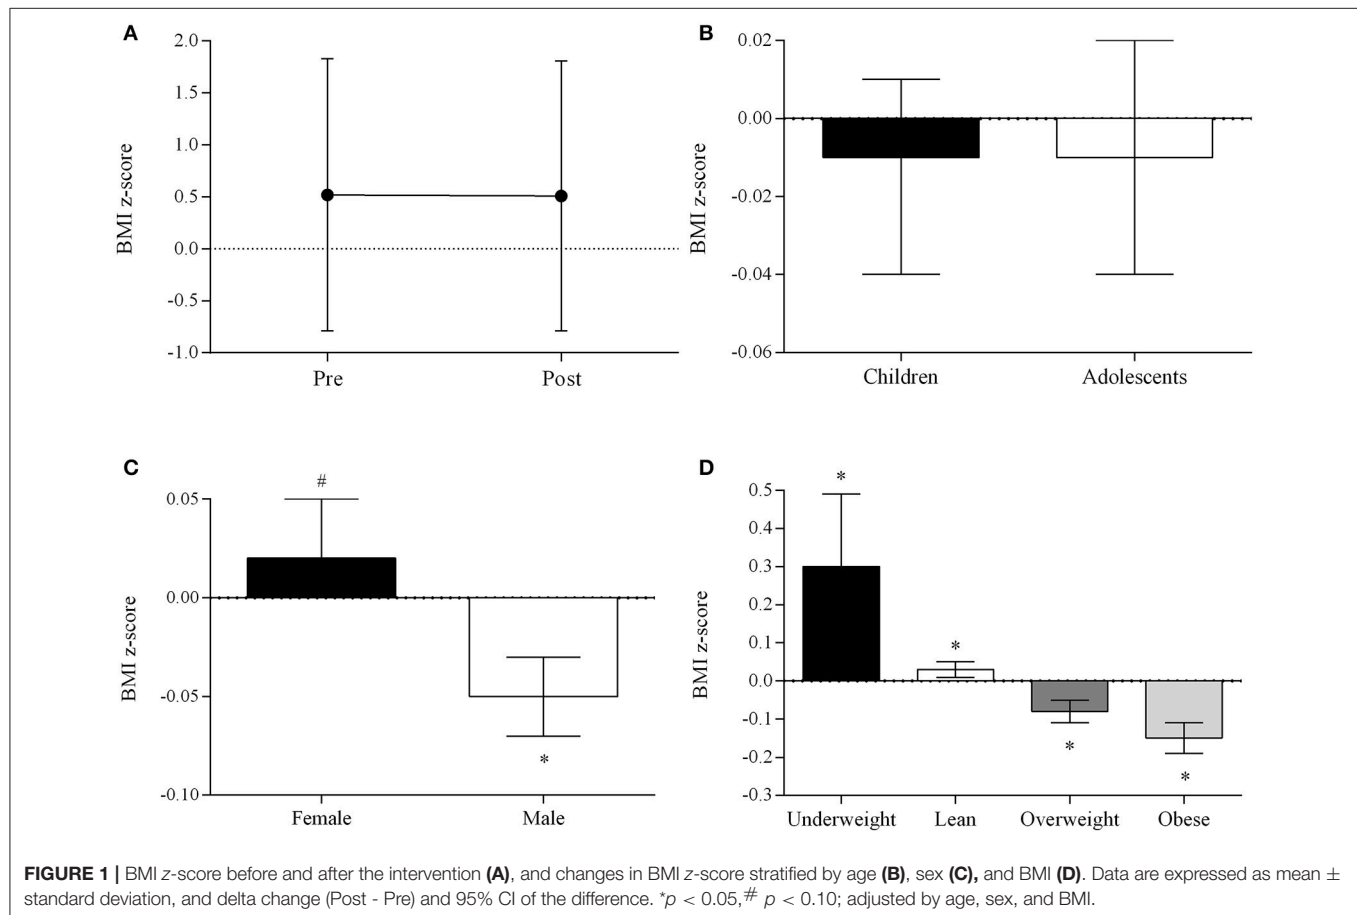 A
2.0
1.5
1.0
0.5
0.0
-0.5
-1.0
BMI z-score
Pre Post
B
0.02
0.00
-0.02
-0.04
-0.06
BMI z-score
Children Adolescents
C
#
0.05
0.00
-0.05
-0.10
BMI z-score
*
Female Male
D
*
0.5
0.4
0.3
0.2
0.1
0.0
-0.1
-0.2
-0.3
BMI z-score
*
*
*
Underweight Lean Overweight Obese
FIGURE 1 | BMI z-score before and after the intervention (A), and changes in BMI z-score stratified by age (B), sex (C), and BMI (D). Data are expressed as mean ±
standard deviation, and delta change (Post - Pre) and 95% CI of the difference. *p < 0.05,# p < 0.10; adjusted by age, sex, and BMI.